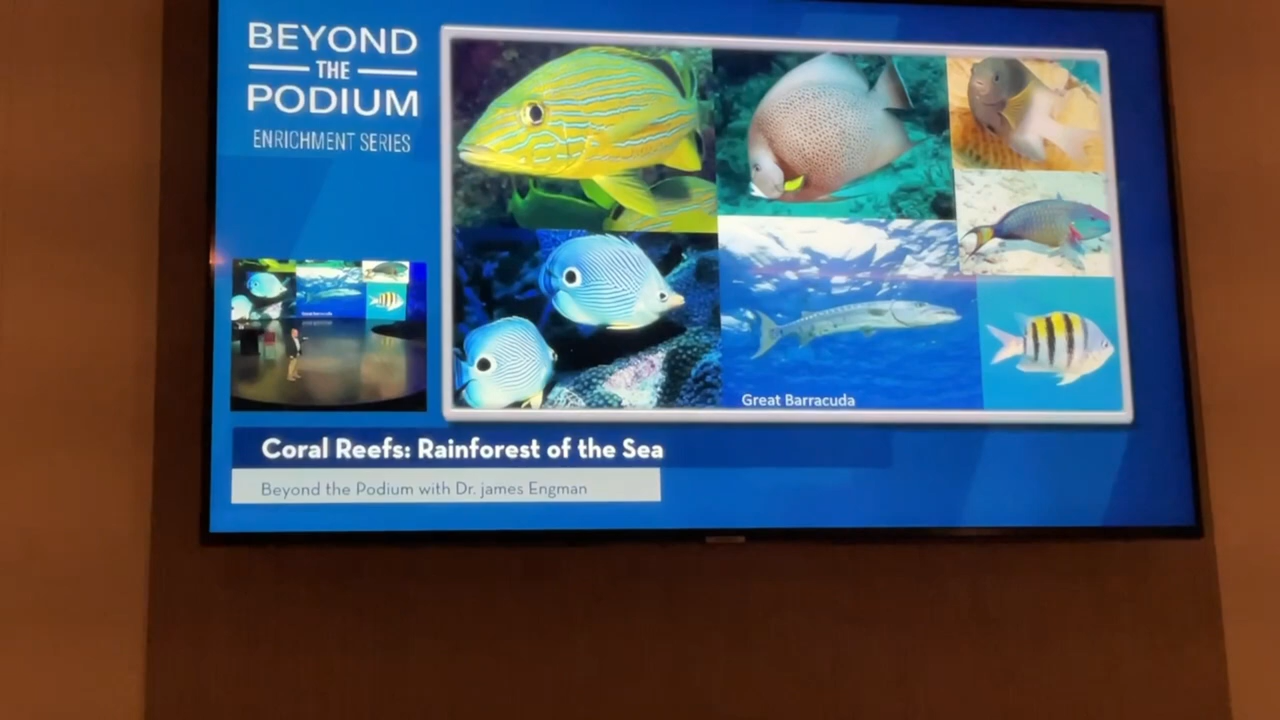 BEYOND
THE
PODIUM
ENRICHMENT SERIES
Great Barracuda
Coral Reefs: Rainforest of the Sea
Beyond the Podium with Dr. james Engman